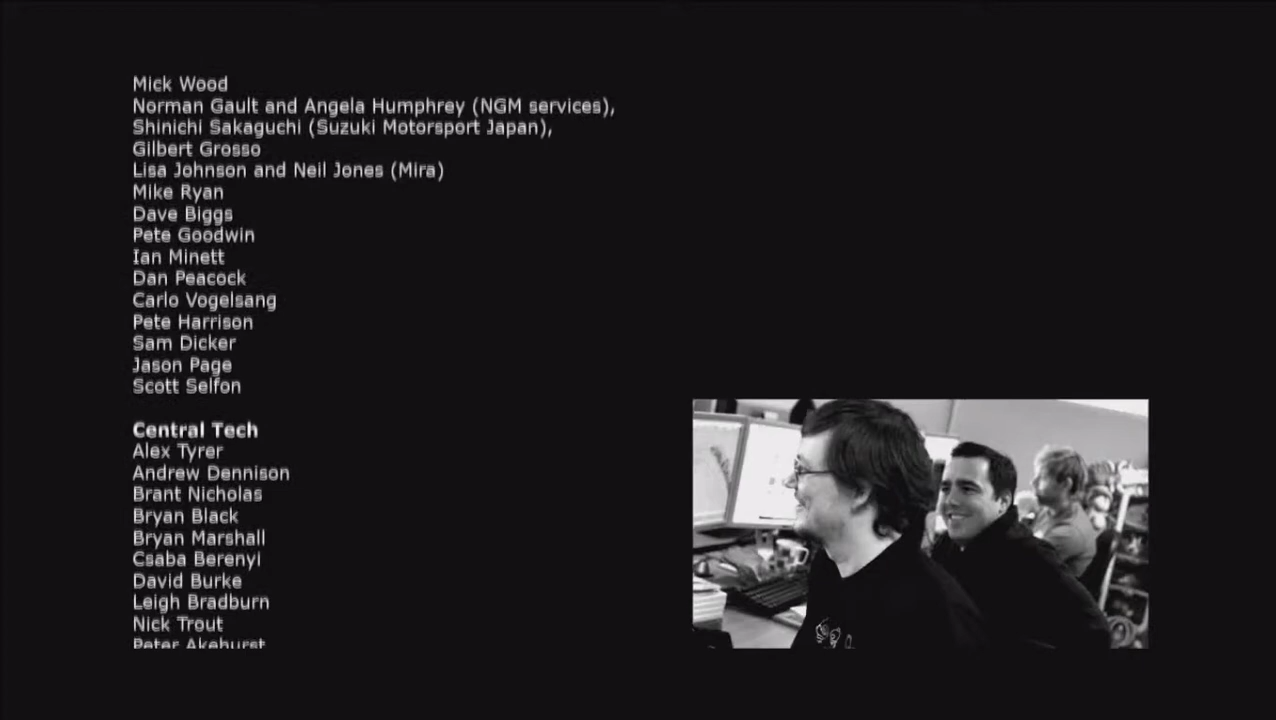 Mick Wood
Norman Gault and Angela Humphrey (NGM services),
Shinichi Sakaguchi (Suzuki Motorsport Japan),
Gilbert Grosso
Lisa Johnson and Neil Jones (Mira)
Mike Ryan
Dave Biggs
Pete Goodwin
Ian Minett
Dan Peacock
Carlo Vogelsang
Pete Harrison
Sam Dicker
Jason Page
Scott Selfon
Central Tech
Alex Tyrer
Andrew Dennison
Brant Nicholas
Bryan Black
Bryan Marshall
Csaba Berenyi
David Burke
Leigh Bradburn
Nick Trout
Peter Akehurst